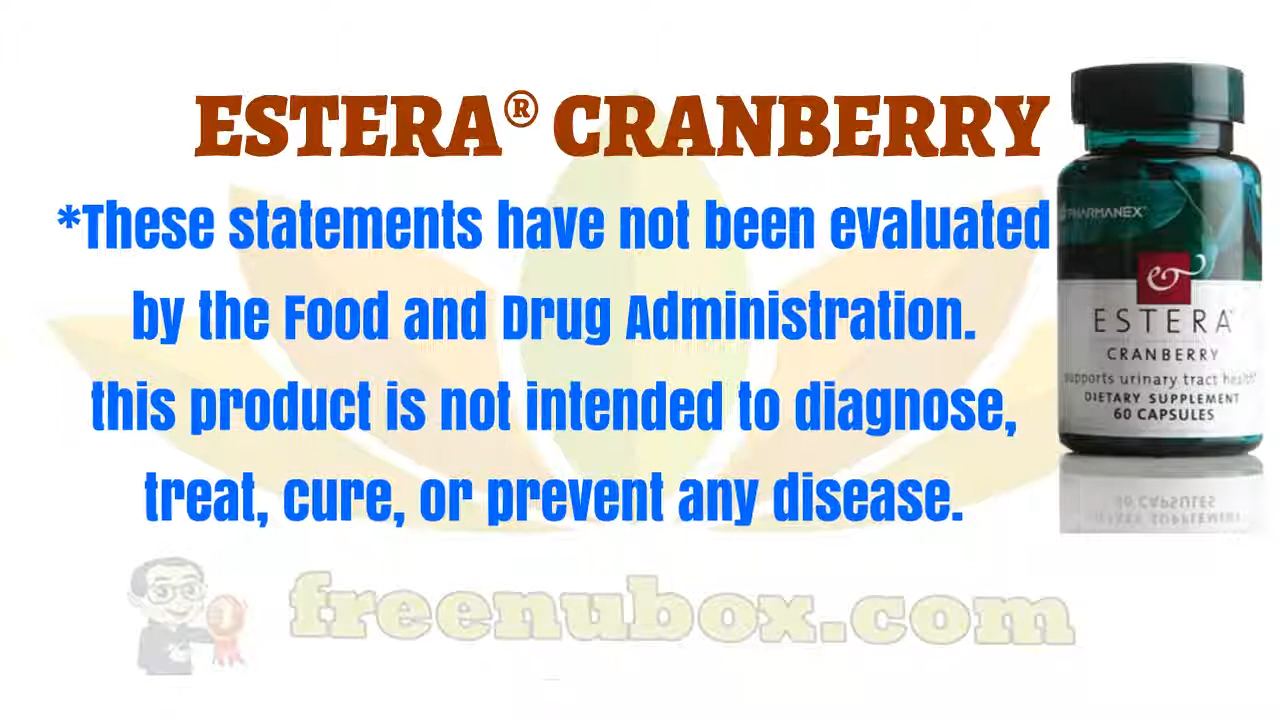 ESTERA® CRANBERRY
*These statements have not been evaluated
by the Food and Drug Administration.
this product is not intended to diagnose,
treat, cure, or prevent any disease.
PHARMANEX
ESTERA
CRANBERRY
supports urinary tract health*
DIETARY SUPPLEMENT
60 CAPSULES
freenubox.com
1